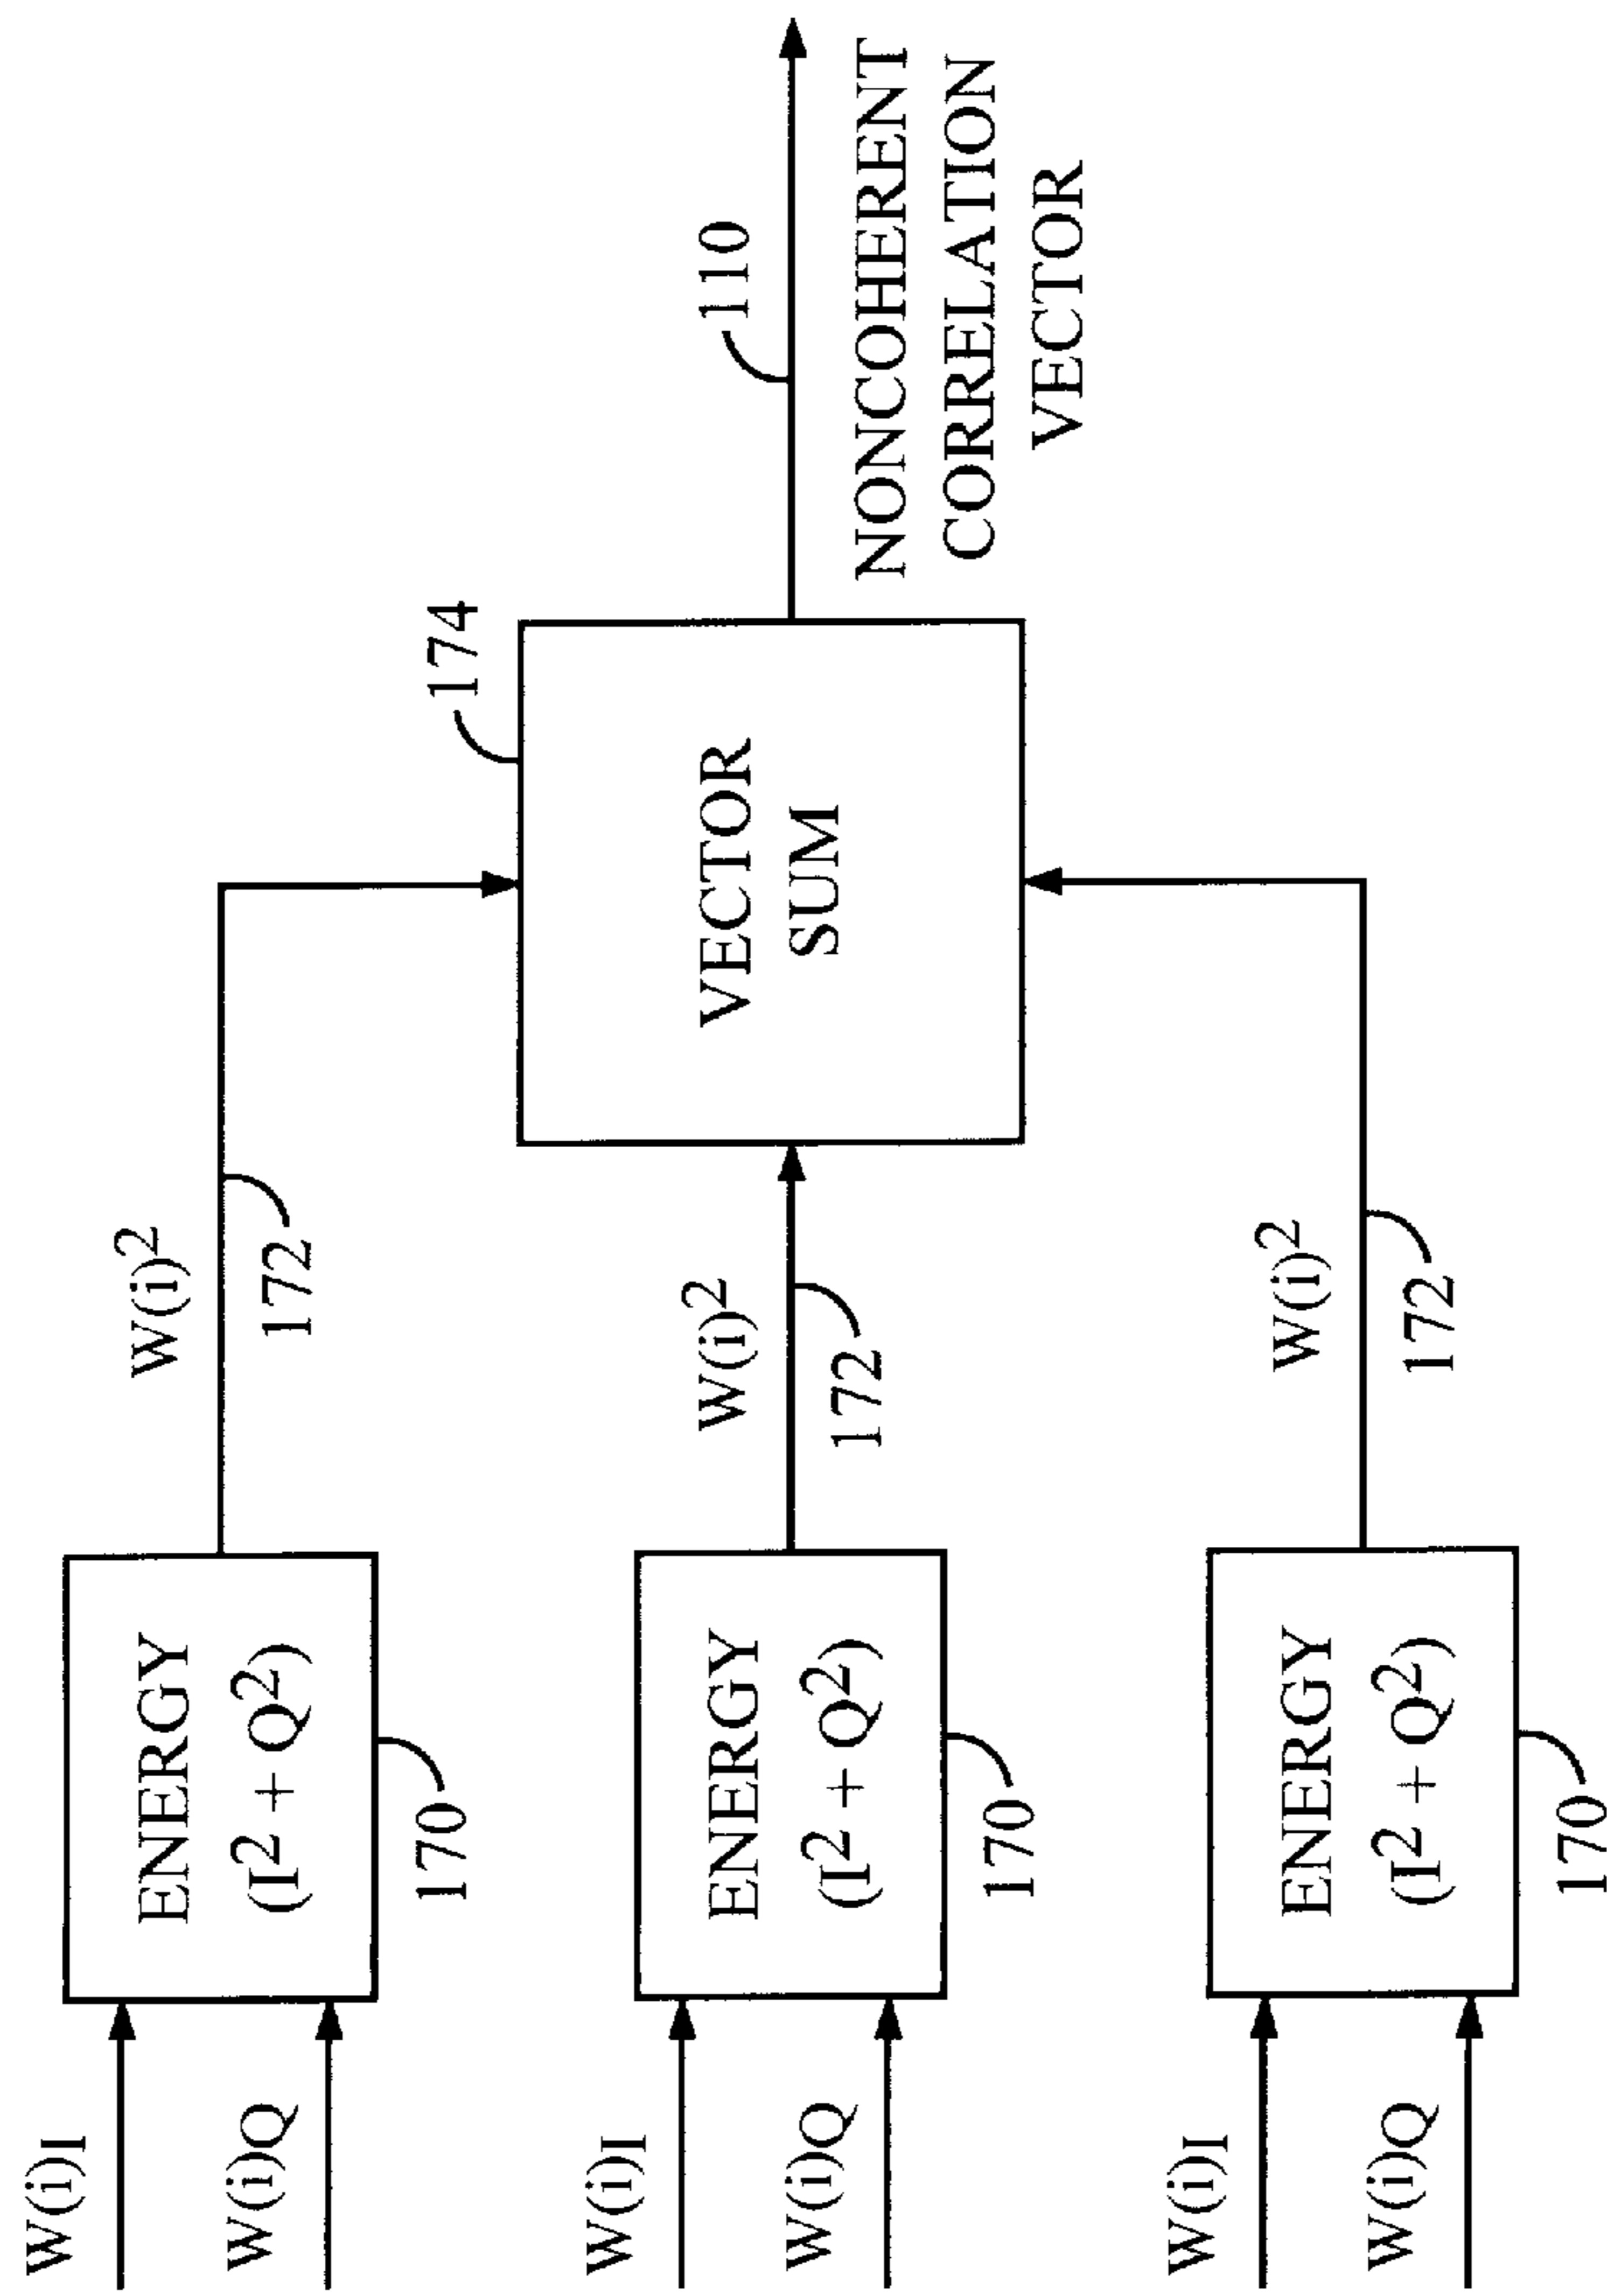 W(i)I
W(i)Q
ENERGY
(I² + Q²)
170
W(i)²
172
W(i)I
W(i)Q
ENERGY
(I² + Q²)
170
W(i)²
172
W(i)I
W(i)Q
ENERGY
(I² + Q²)
170
W(i)²
172
VECTOR
SUM
174
110
NONCOHERENT
CORRELATION
VECTOR